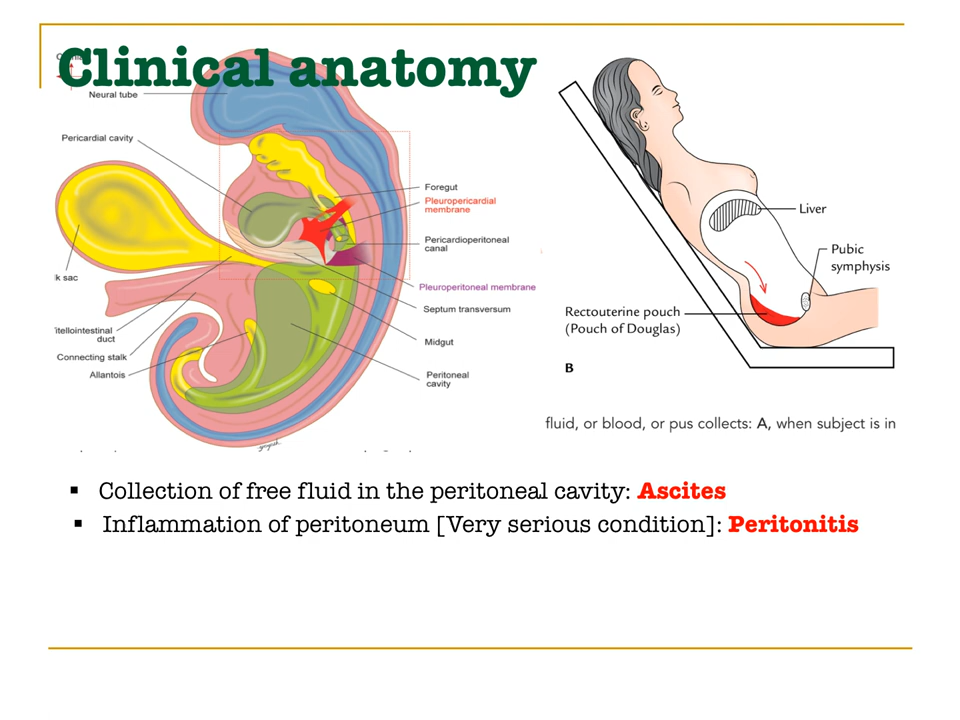 Clinical anatomy
Neural tube
Pericardial cavity
Foregut
Pleuropericardial
membrane
Pericardioperitoneal
canal
k sac
Pleuroperitoneal membrane
Septum transversum
itellointestinal
duct
Midgut
Connecting stalk
Allantois
Peritoneal
cavity
Liver
Pubic
symphysis
Rectouterine pouch
(Pouch of Douglas)
B
fluid, or blood, or pus collects: A, when subject is in
▪ Collection of free fluid in the peritoneal cavity: Ascites
▪ Inflammation of peritoneum [Very serious condition]: Peritonitis